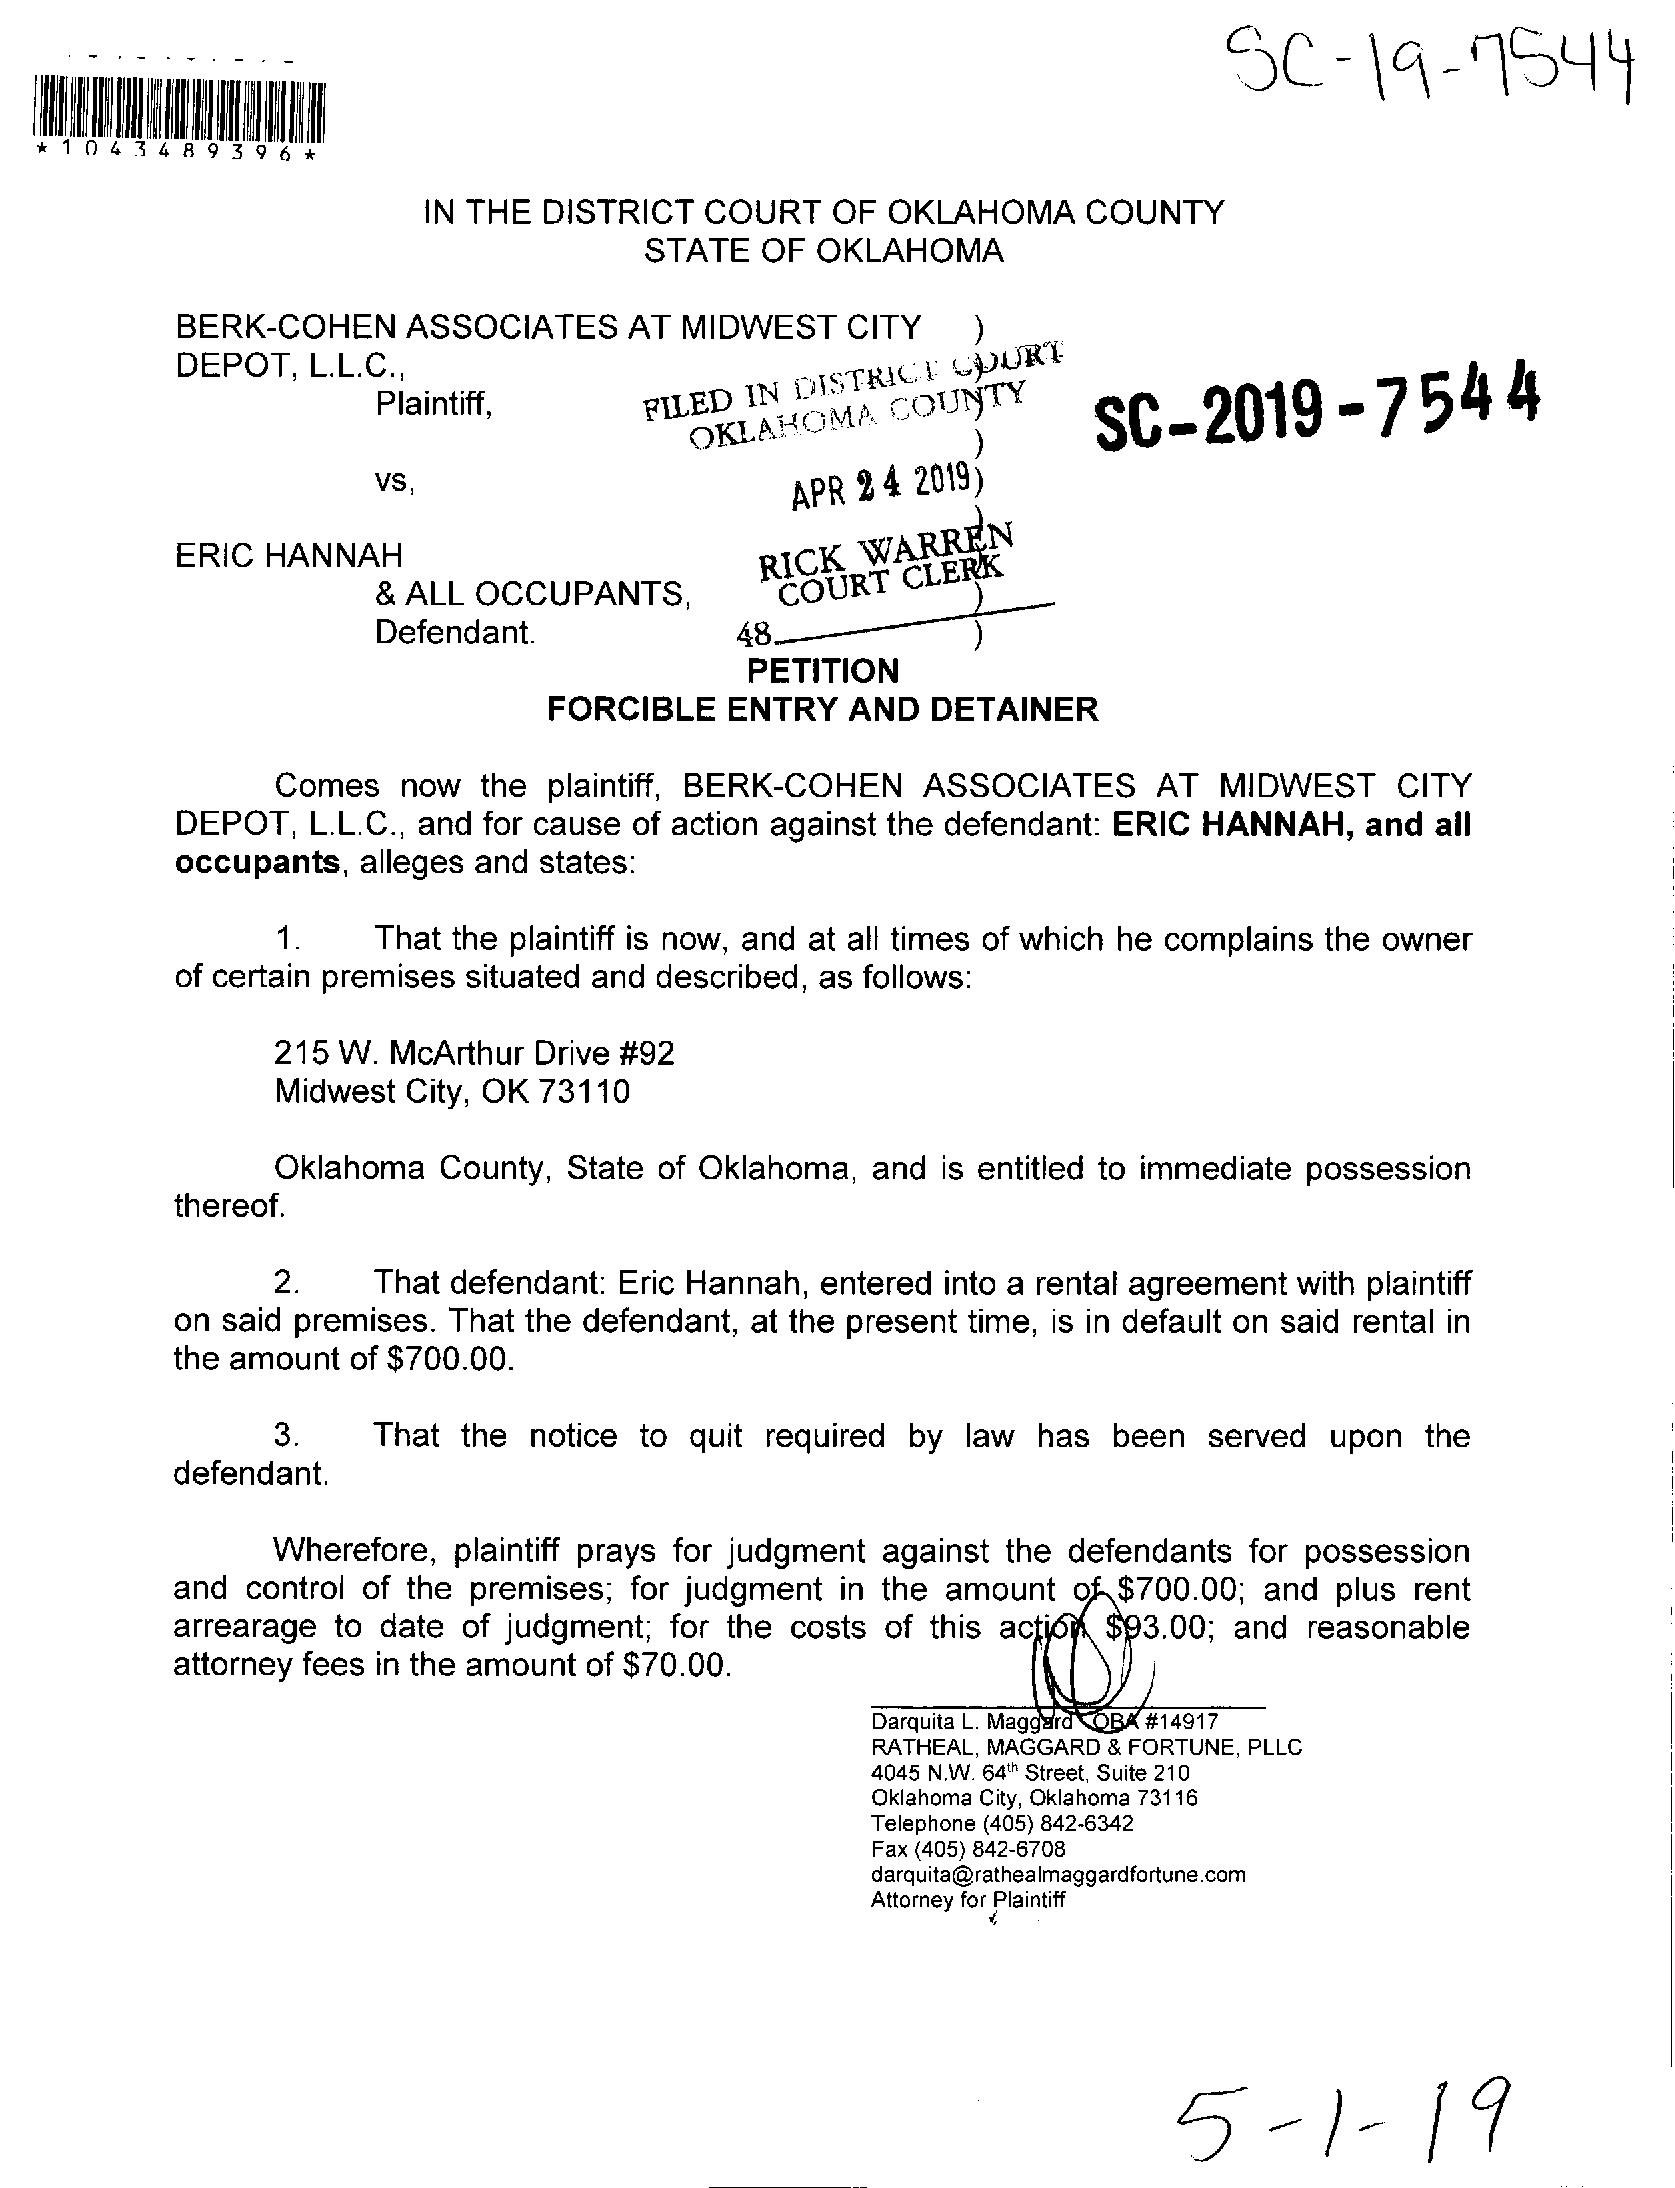 SC-19-7544
*1043489396*
IN THE DISTRICT COURT OF OKLAHOMA COUNTY
STATE OF OKLAHOMA
BERK-COHEN ASSOCIATES AT MIDWEST CITY )
DEPOT, L.L.C., )
Plaintiff, )
FILED IN DISTRICT COURT
OKLAHOMA COUNTY
)
SC-2019-7544
vs, )
APR 24 2019
)
ERIC HANNAH )
RICK WARREN
COURT CLERK
& ALL OCCUPANTS, )
Defendant. )
48
PETITION
FORCIBLE ENTRY AND DETAINER
Comes now the plaintiff, BERK-COHEN ASSOCIATES AT MIDWEST CITY
DEPOT, L.L.C., and for cause of action against the defendant: ERIC HANNAH, and all
occupants, alleges and states:
1. That the plaintiff is now, and at all times of which he complains the owner
of certain premises situated and described, as follows:
215 W. McArthur Drive #92
Midwest City, OK 73110
Oklahoma County, State of Oklahoma, and is entitled to immediate possession
thereof.
2. That defendant: Eric Hannah, entered into a rental agreement with plaintiff
on said premises. That the defendant, at the present time, is in default on said rental in
the amount of $700.00.
3. That the notice to quit required by law has been served upon the
defendant.
Wherefore, plaintiff prays for judgment against the defendants for possession
and control of the premises; for judgment in the amount of $700.00; and plus rent
arrearage to date of judgment; for the costs of this action $93.00; and reasonable
attorney fees in the amount of $70.00.
Darquita L. Maggard OBA #14917
RATHEAL, MAGGARD & FORTUNE, PLLC
4045 N.W. 64th Street, Suite 210
Oklahoma City, Oklahoma 73116
Telephone (405) 842-6342
Fax (405) 842-6708
darquita@rathealmaggardfortune.com
Attorney for Plaintiff
5-1-19